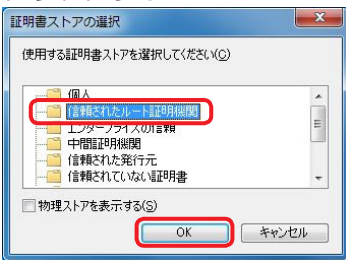 証明書ストアの選択
使用する証明書ストアを選択してください(C)
個人
信頼されたルート証明機関
エンタープライズの信頼
中間証明機関
信頼された発行元
信頼されていない証明書
物理ストアを表示する(S)
OK
キャンセル